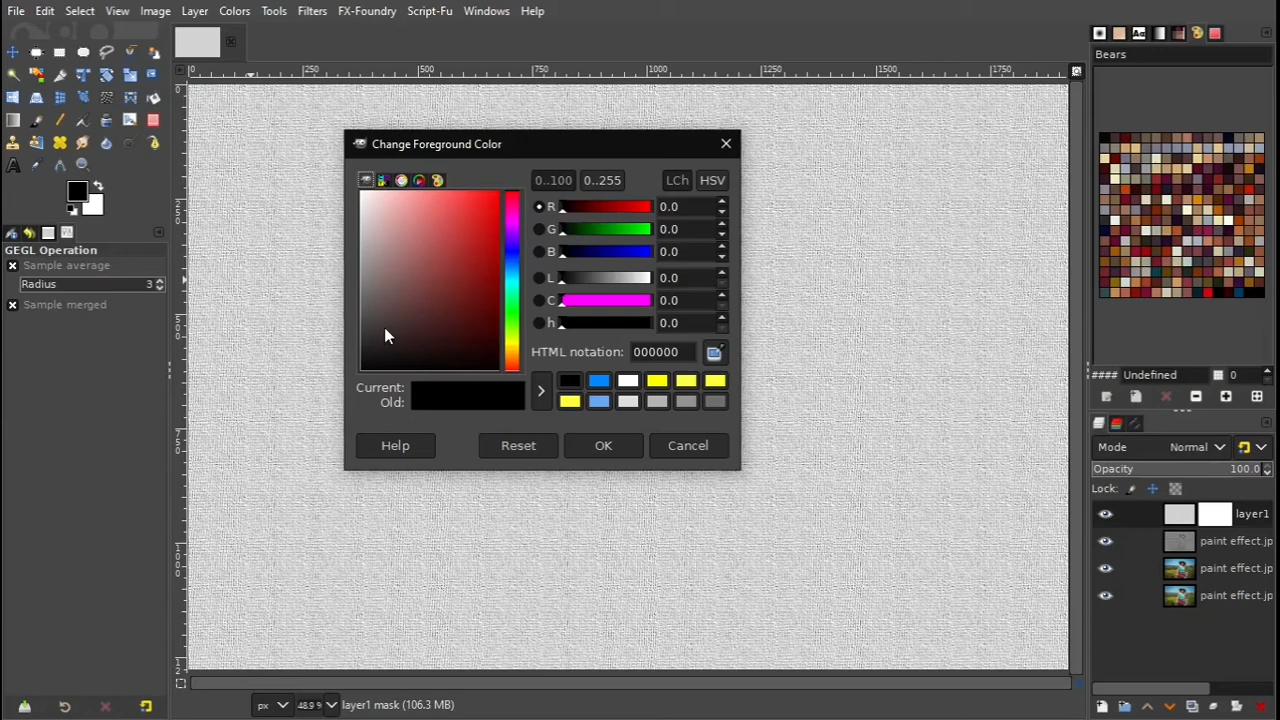 File Edit Select View Image Layer Colors Tools Filters FX-Foundry Script-Fu Windows Help
Bears
0 250 500 750 1000 1250 1500 1750
Change Foreground Color
0..100 0..255 LCh HSV
R 0.0
G 0.0
B 0.0
L 0.0
C 0.0
h 0.0
HTML notation: 000000
Current:
Old:
Help Reset OK Cancel
GEGL Operation
Sample average
Radius 3
Sample merged
#### Undefined 0
Mode Normal
Opacity 100.0
Lock:
layer1
paint effect.jp
paint effect.jp
paint effect.jp
px 48.9% layer1 mask (106.3 MB)